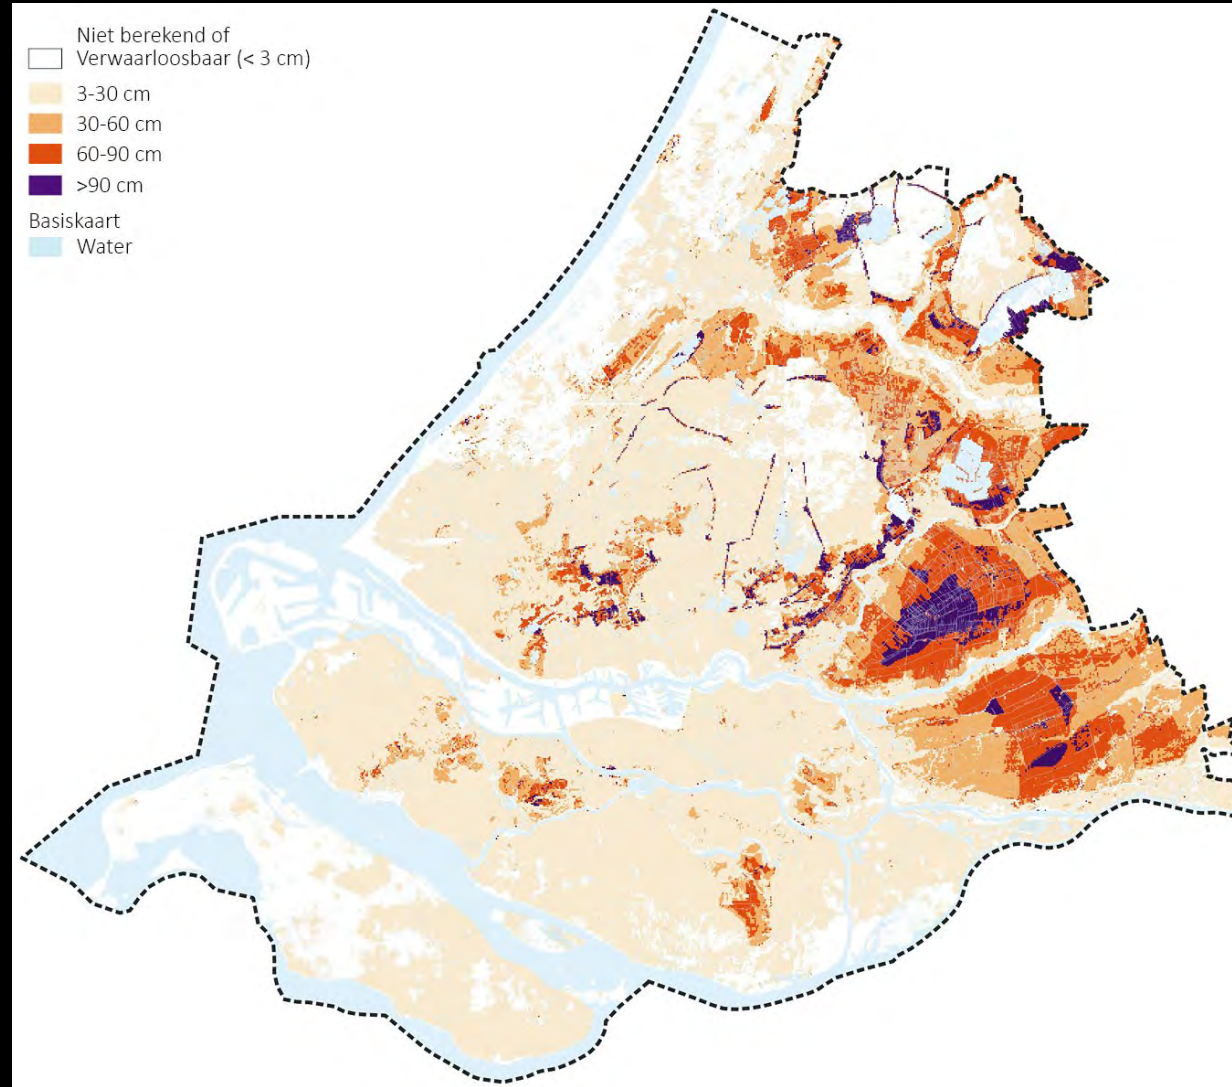 Niet berekend of
Verwaarloosbaar (< 3 cm)
3-30 cm
30-60 cm
60-90 cm
>90 cm
Basiskaart
Water